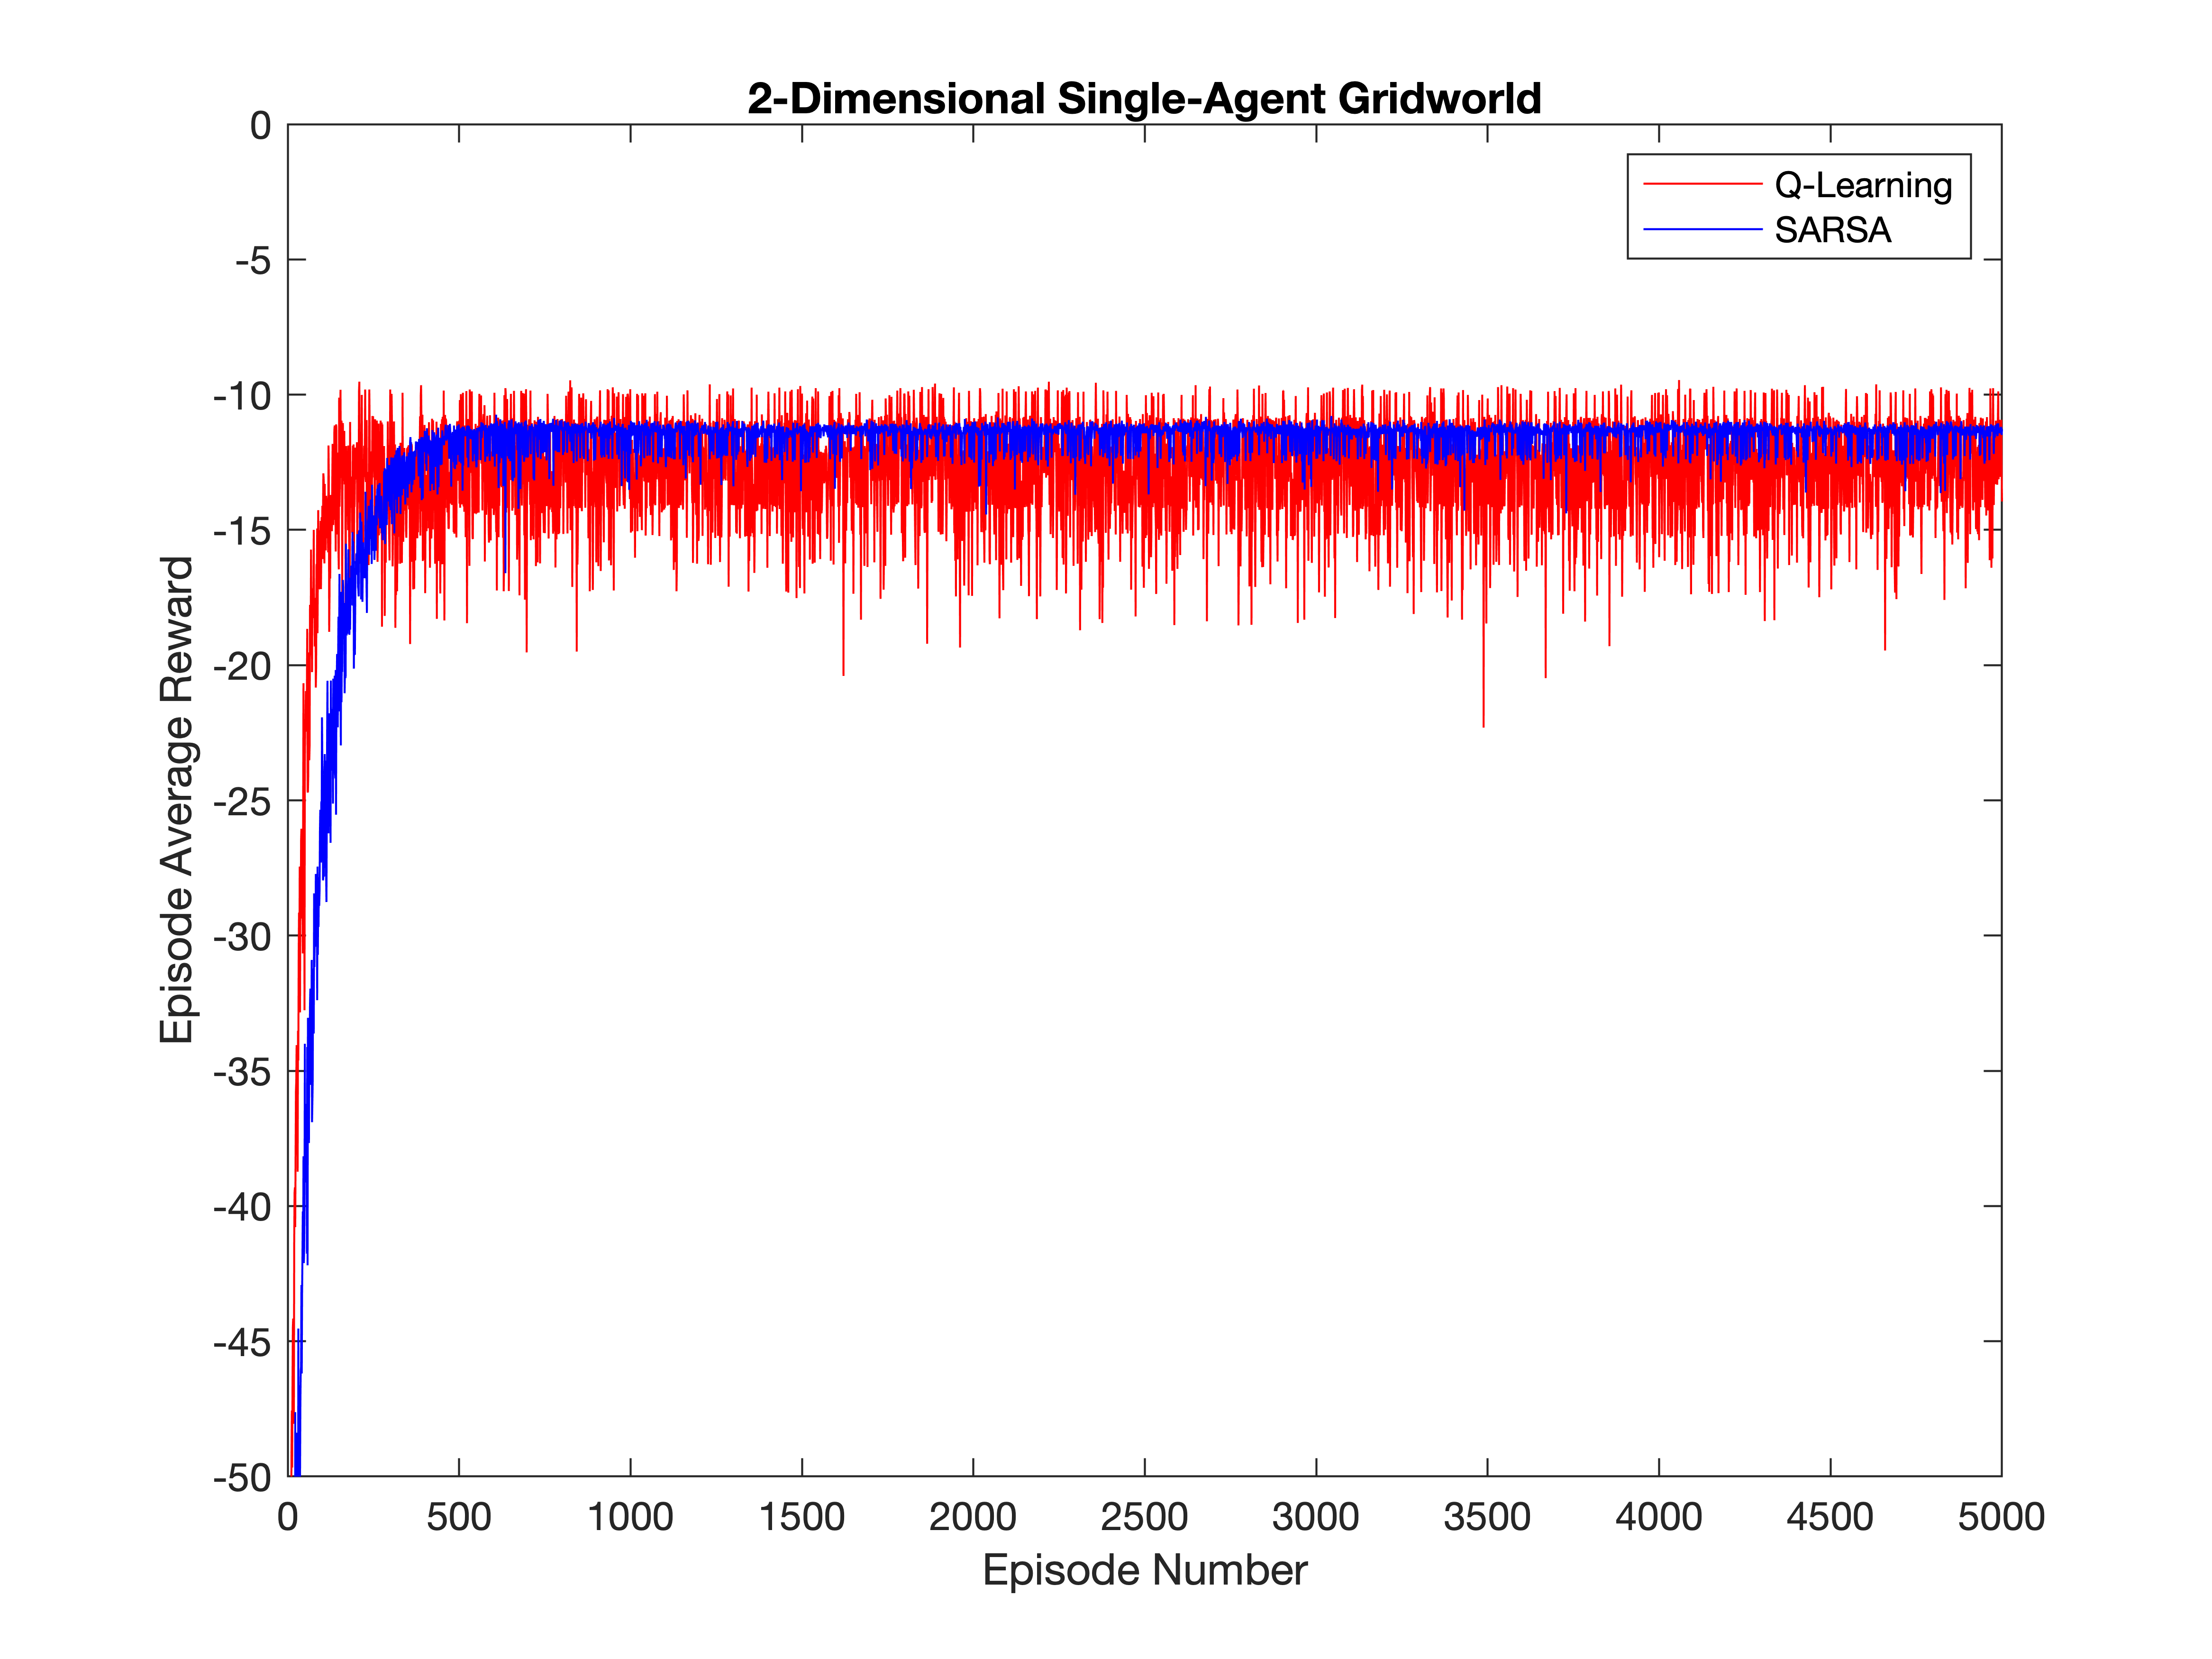 2-Dimensional Single-Agent Gridworld
Q-Learning
SARSA
0
-5
-10
-15
-20
-25
-30
-35
-40
-45
-50
Episode Average Reward
0 500 1000 1500 2000 2500 3000 3500 4000 4500 5000
Episode Number